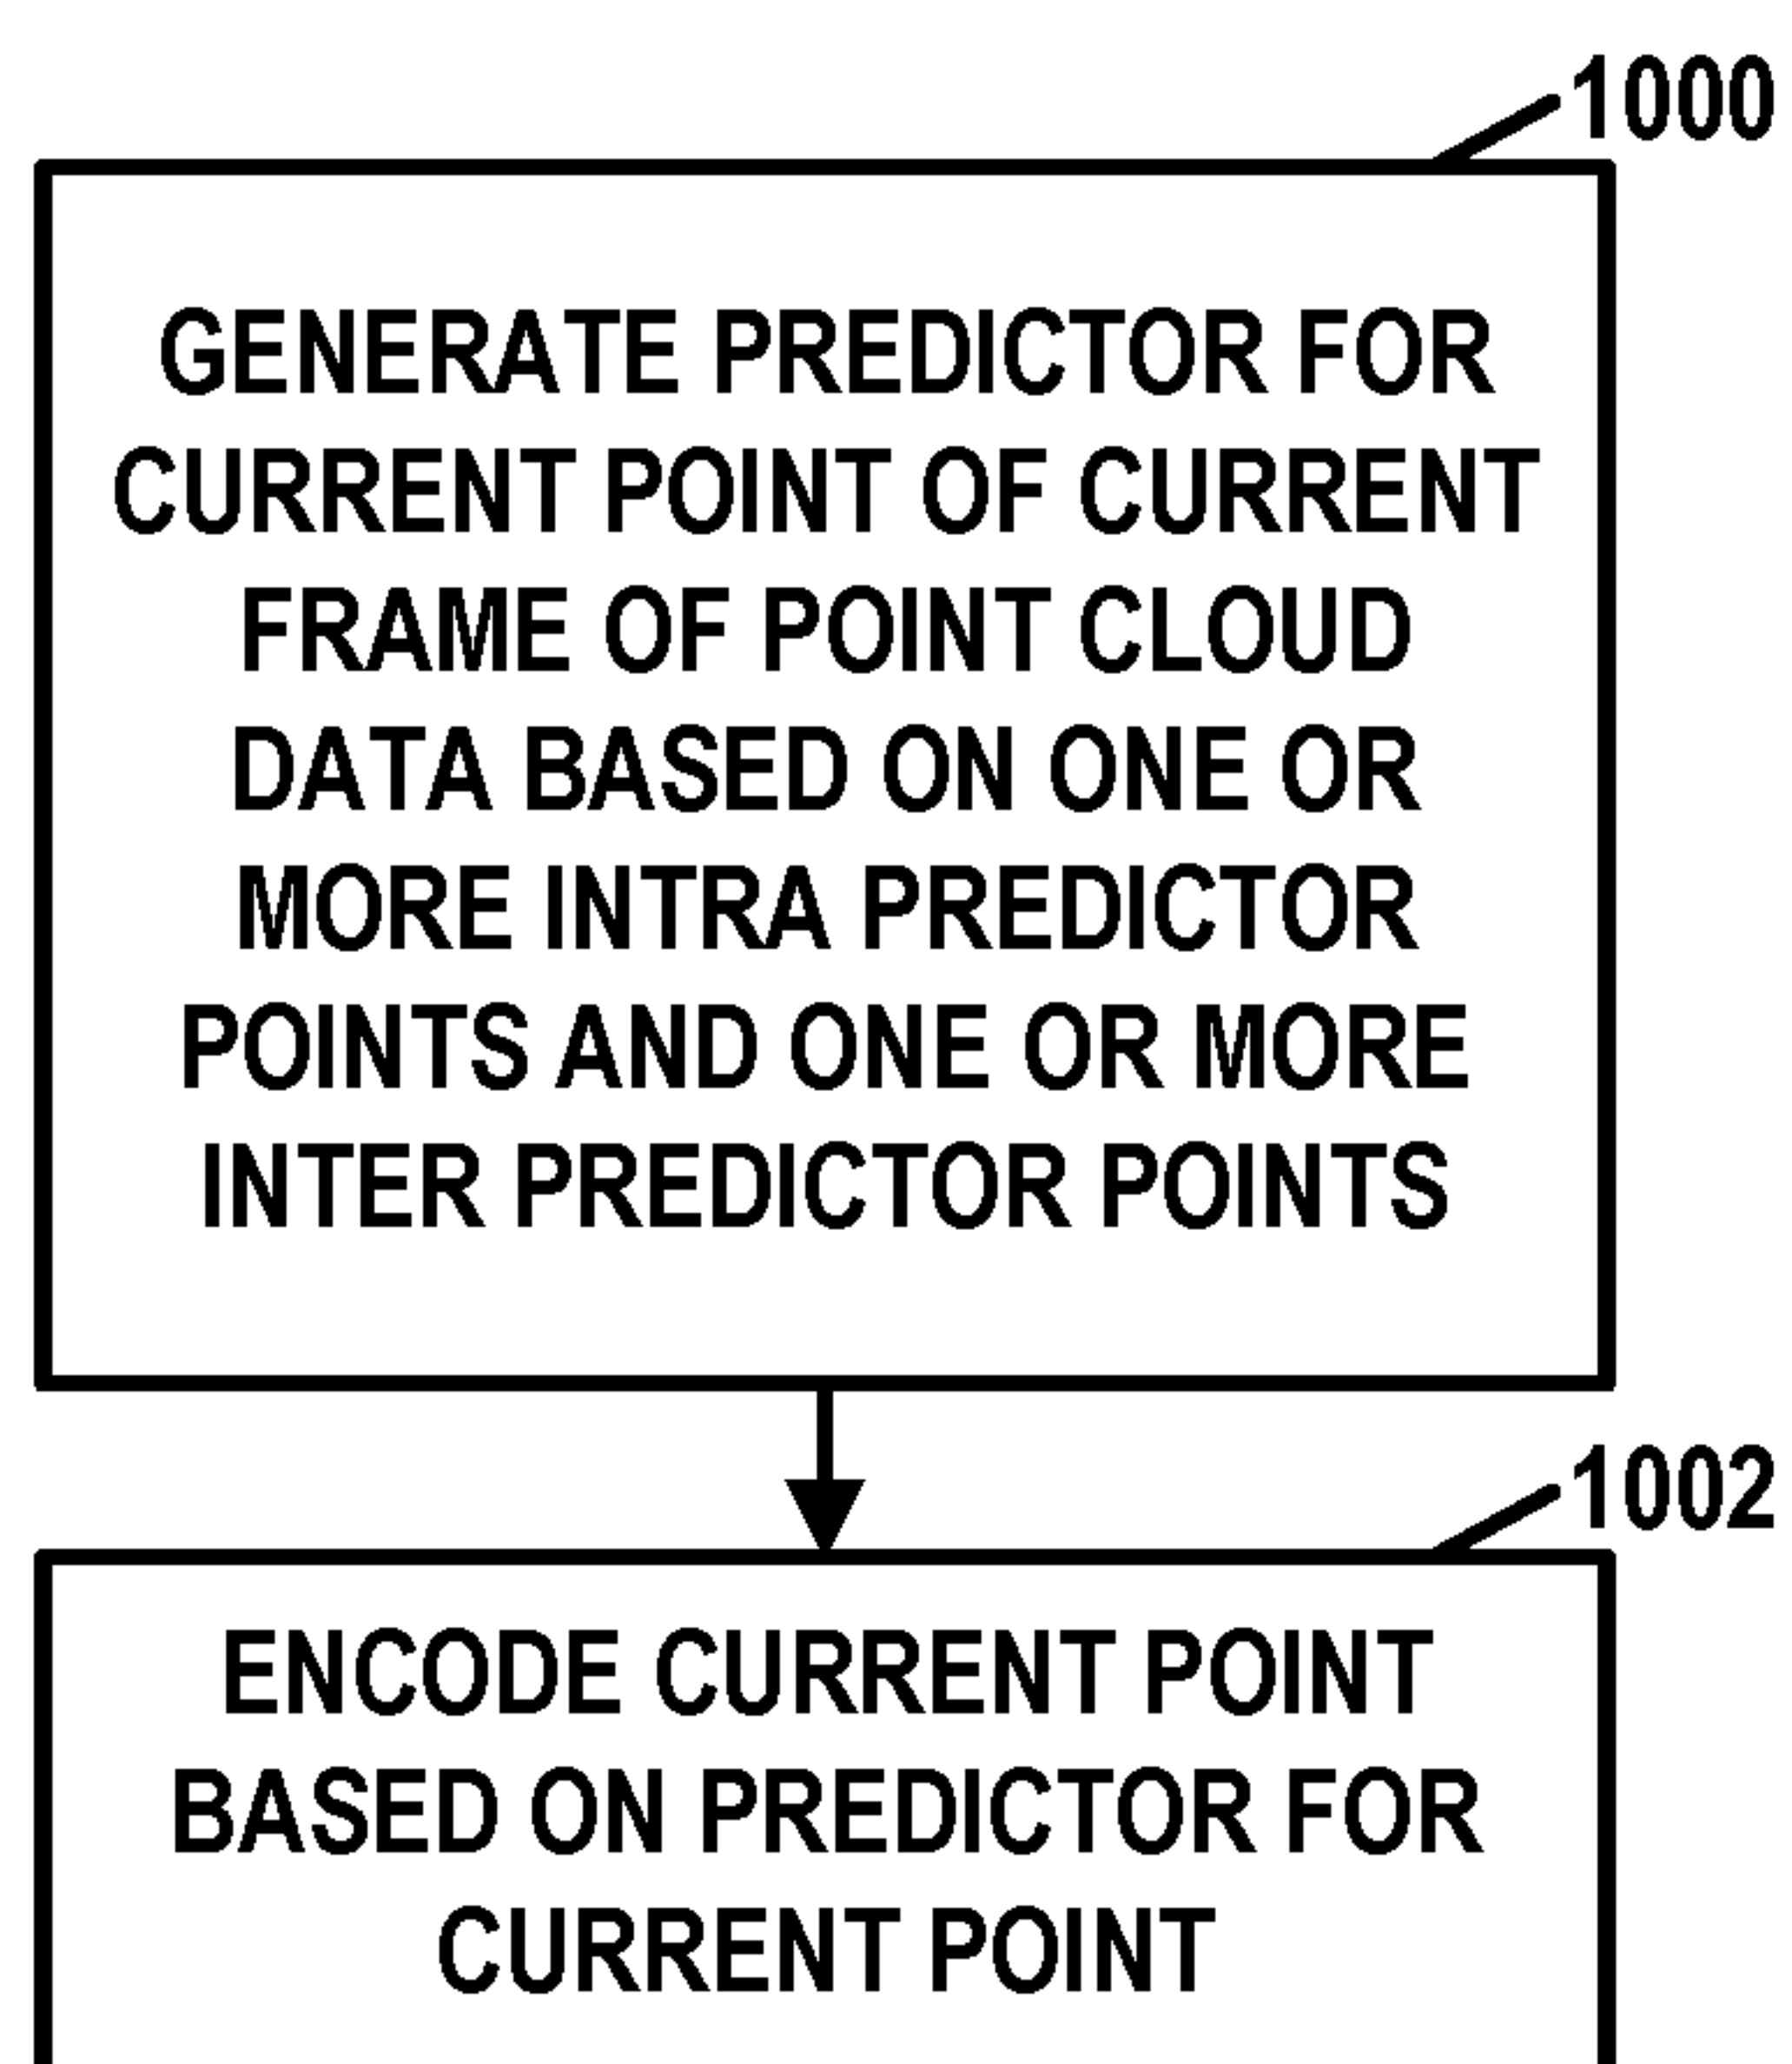 1000
GENERATE PREDICTOR FOR
CURRENT POINT OF CURRENT
FRAME OF POINT CLOUD
DATA BASED ON ONE OR
MORE INTRA PREDICTOR
POINTS AND ONE OR MORE
INTER PREDICTOR POINTS
1002
ENCODE CURRENT POINT
BASED ON PREDICTOR FOR
CURRENT POINT